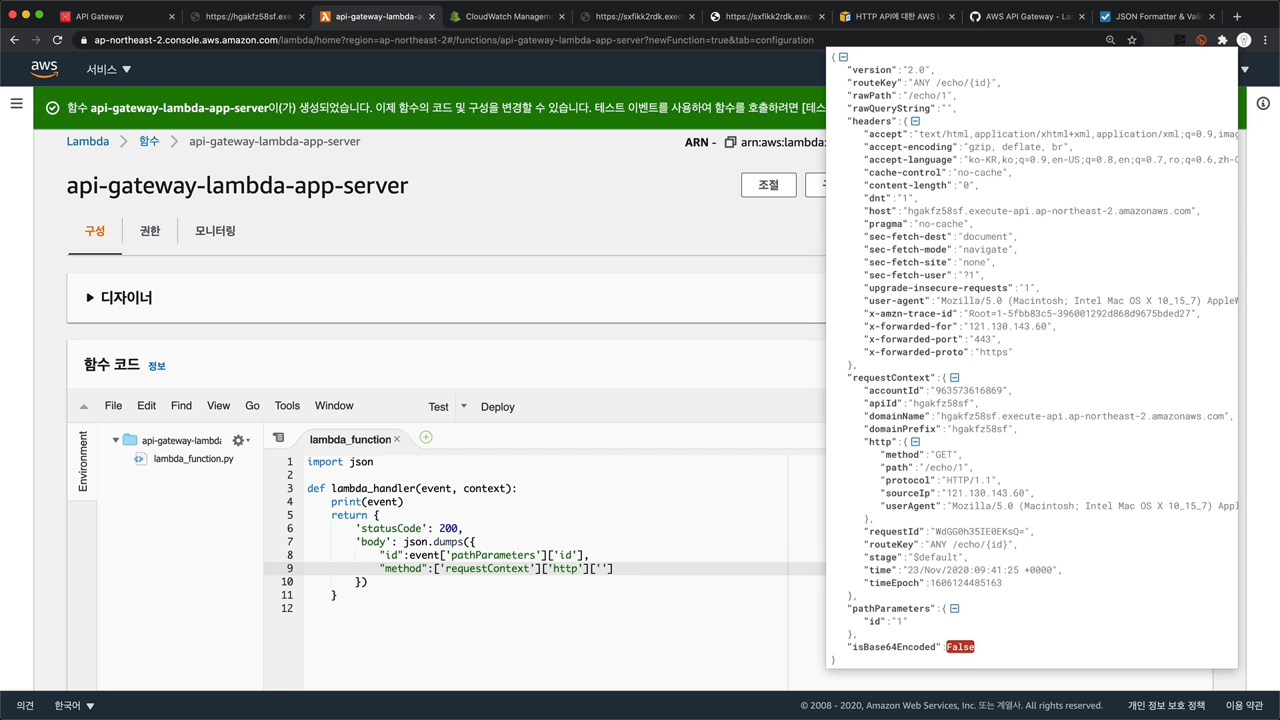 API Gateway
https://hgakfz58sf.exec
api-gateway-lambda-a
CloudWatch Managem
https://sxfikk2rdk.exec
https://sxfikk2rdk.exec
HTTP API에 대한 AWS L
AWS API Gateway - La
JSON Formatter & Vali
ap-northeast-2.console.aws.amazon.com/lambda/home?region=ap-northeast-2#/functions/api-gateway-lambda-app-server?newFunction=true&tab=configuration
aws
서비스
함수 api-gateway-lambda-app-server이(가) 생성되었습니다. 이제 함수의 코드 및 구성을 변경할 수 있습니다. 테스트 이벤트를 사용하여 함수를 호출하려면 [테스
Lambda
함수
api-gateway-lambda-app-server
ARN - arn:aws:lambda:
api-gateway-lambda-app-server
조절
구성
권한
모니터링
디자이너
함수 코드
정보
File Edit Find View Goto Tools Window
Test
Deploy
Environment
api-gateway-lambda
lambda_function.py
lambda_function
1 import json
2
3 def lambda_handler(event, context):
4 print(event)
5 return {
6 'statusCode': 200,
7 'body': json.dumps({
8 "id":event['pathParameters']['id'],
9 "method":['requestContext']['http']['']
10 })
11 }
12
{
"version":"2.0",
"routeKey":"ANY /echo/{id}",
"rawPath":"/echo/1",
"rawQueryString":"",
"headers":{
"accept":"text/html,application/xhtml+xml,application/xml;q=0.9,imag
"accept-encoding":"gzip, deflate, br",
"accept-language":"ko-KR,ko;q=0.9,en-US;q=0.8,en;q=0.7,ro;q=0.6,zh-C
"cache-control":"no-cache",
"content-length":"0",
"dnt":"1",
"host":"hgakfz58sf.execute-api.ap-northeast-2.amazonaws.com",
"pragma":"no-cache",
"sec-fetch-dest":"document",
"sec-fetch-mode":"navigate",
"sec-fetch-site":"none",
"sec-fetch-user":"?1",
"upgrade-insecure-requests":"1",
"user-agent":"Mozilla/5.0 (Macintosh; Intel Mac OS X 10_15_7) AppleW
"x-amzn-trace-id":"Root=1-5fbb83c5-396001292d868d9675bded27",
"x-forwarded-for":"121.130.143.60",
"x-forwarded-port":"443",
"x-forwarded-proto":"https"
},
"requestContext":{
"accountId":"963573616869",
"apiId":"hgakfz58sf",
"domainName":"hgakfz58sf.execute-api.ap-northeast-2.amazonaws.com",
"domainPrefix":"hgakfz58sf",
"http":{
"method":"GET",
"path":"/echo/1",
"protocol":"HTTP/1.1",
"sourceIp":"121.130.143.60",
"userAgent":"Mozilla/5.0 (Macintosh; Intel Mac OS X 10_15_7) Appl
},
"requestId":"WdGG0h35IE0EKsQ=",
"routeKey":"ANY /echo/{id}",
"stage":"$default",
"time":"23/Nov/2020:09:41:25 +0000",
"timeEpoch":1606124485163
},
"pathParameters":{
"id":"1"
},
"isBase64Encoded":False
}
의견
한국어
© 2008 - 2020, Amazon Web Services, Inc. 또는 계열사. All rights reserved.
개인 정보 보호 정책
이용 약관